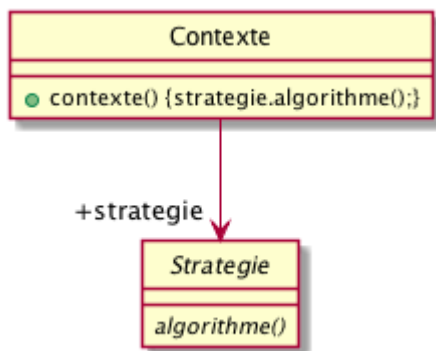 Contexte
contexte() {strategie.algorithme();}
+strategie
Strategie
algorithme()